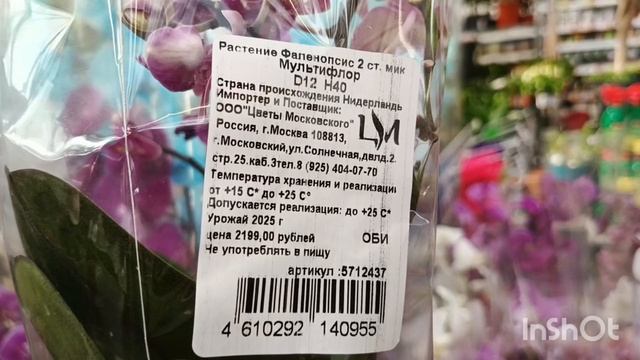 Растение Фаленопсис 2 ст. мик
Мультифлор
D12 H40
Страна происхождения Нидерланды
Импортер и Поставщик:
ООО"Цветы Московского"
ЦМ
Россия, г.Москва 108813,
г.Московский,ул.Солнечная,двлд.2.
стр.25.каб.3тел.8 (925) 404-07-70
Температура хранения и реализации
от +15 С* до +25 С°
Допускается реализация: до +25 С*
Урожай 2025 г
цена 2199,00 рублей ОБИ
Не употреблять в пищу
артикул :5712437
4 610292 140955
InShOt